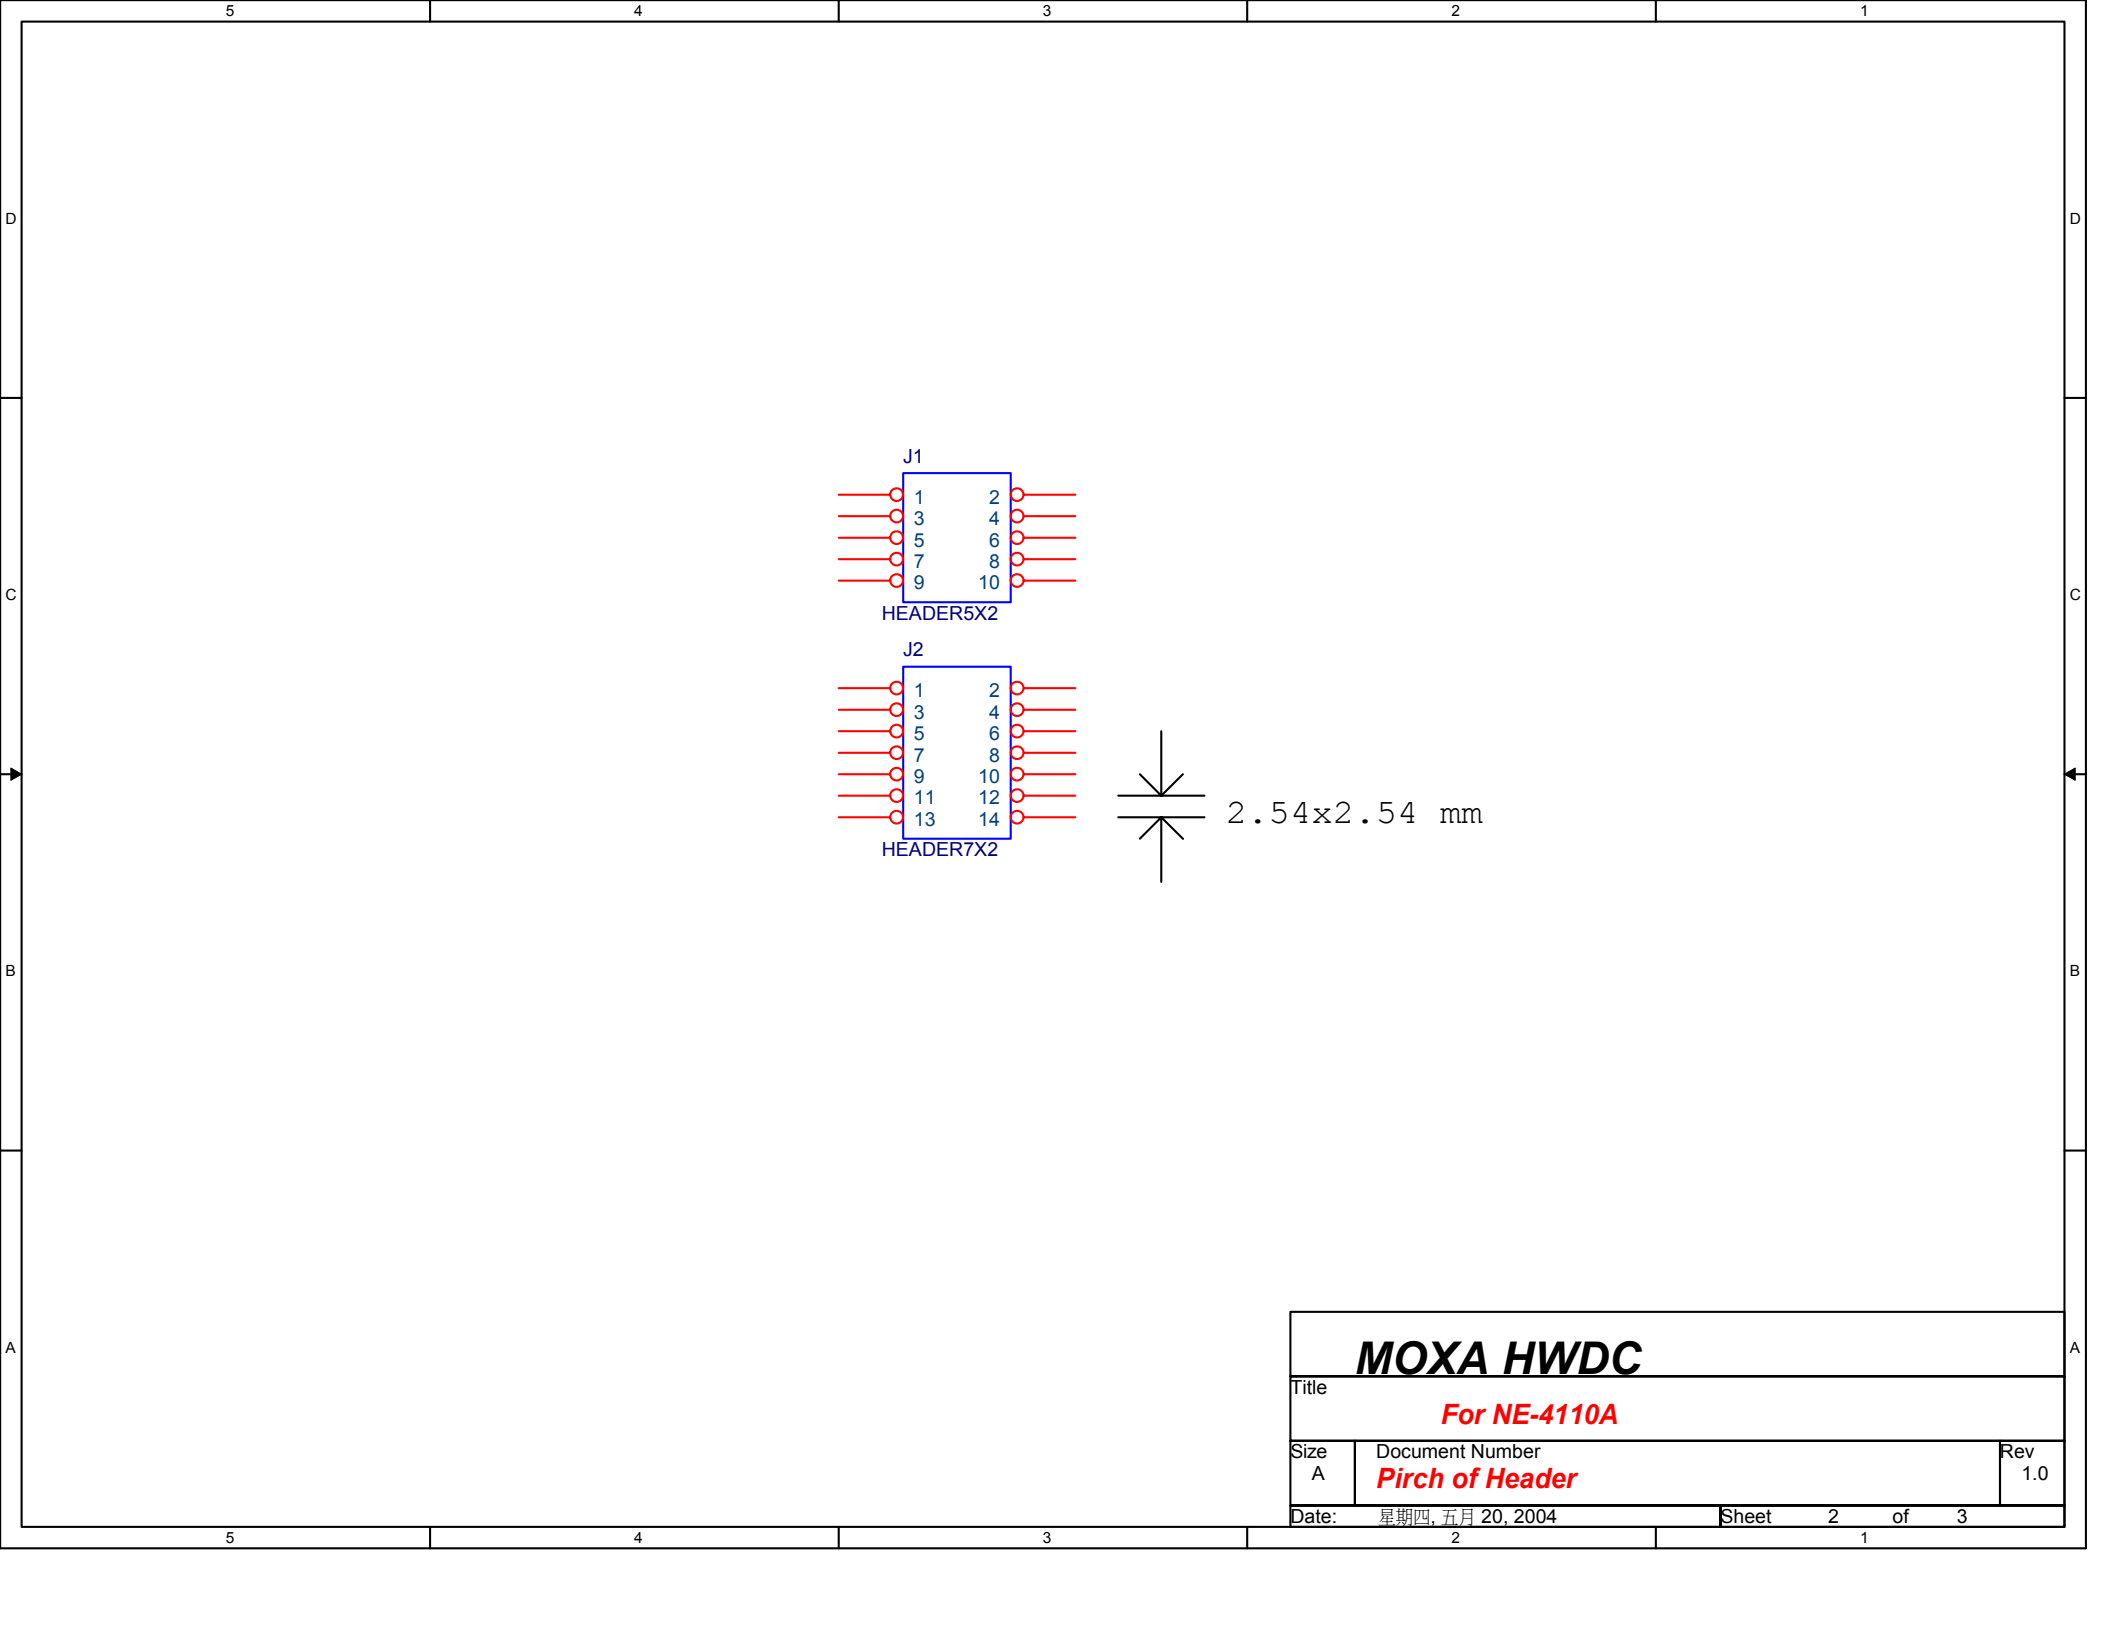 5 4 3 2 1
D D
C C
B B
A A
J1
1 2
3 4
5 6
7 8
9 10
HEADER5X2
J2
1 2
3 4
5 6
7 8
9 10
11 12
13 14
HEADER7X2
2.54x2.54 mm
MOXA HWDC
Title
For NE-4110A
Size Document Number Rev
A Pirch of Header 1.0
Date: 星期四, 五月 20, 2004 Sheet 2 of 3
5 4 3 2 1